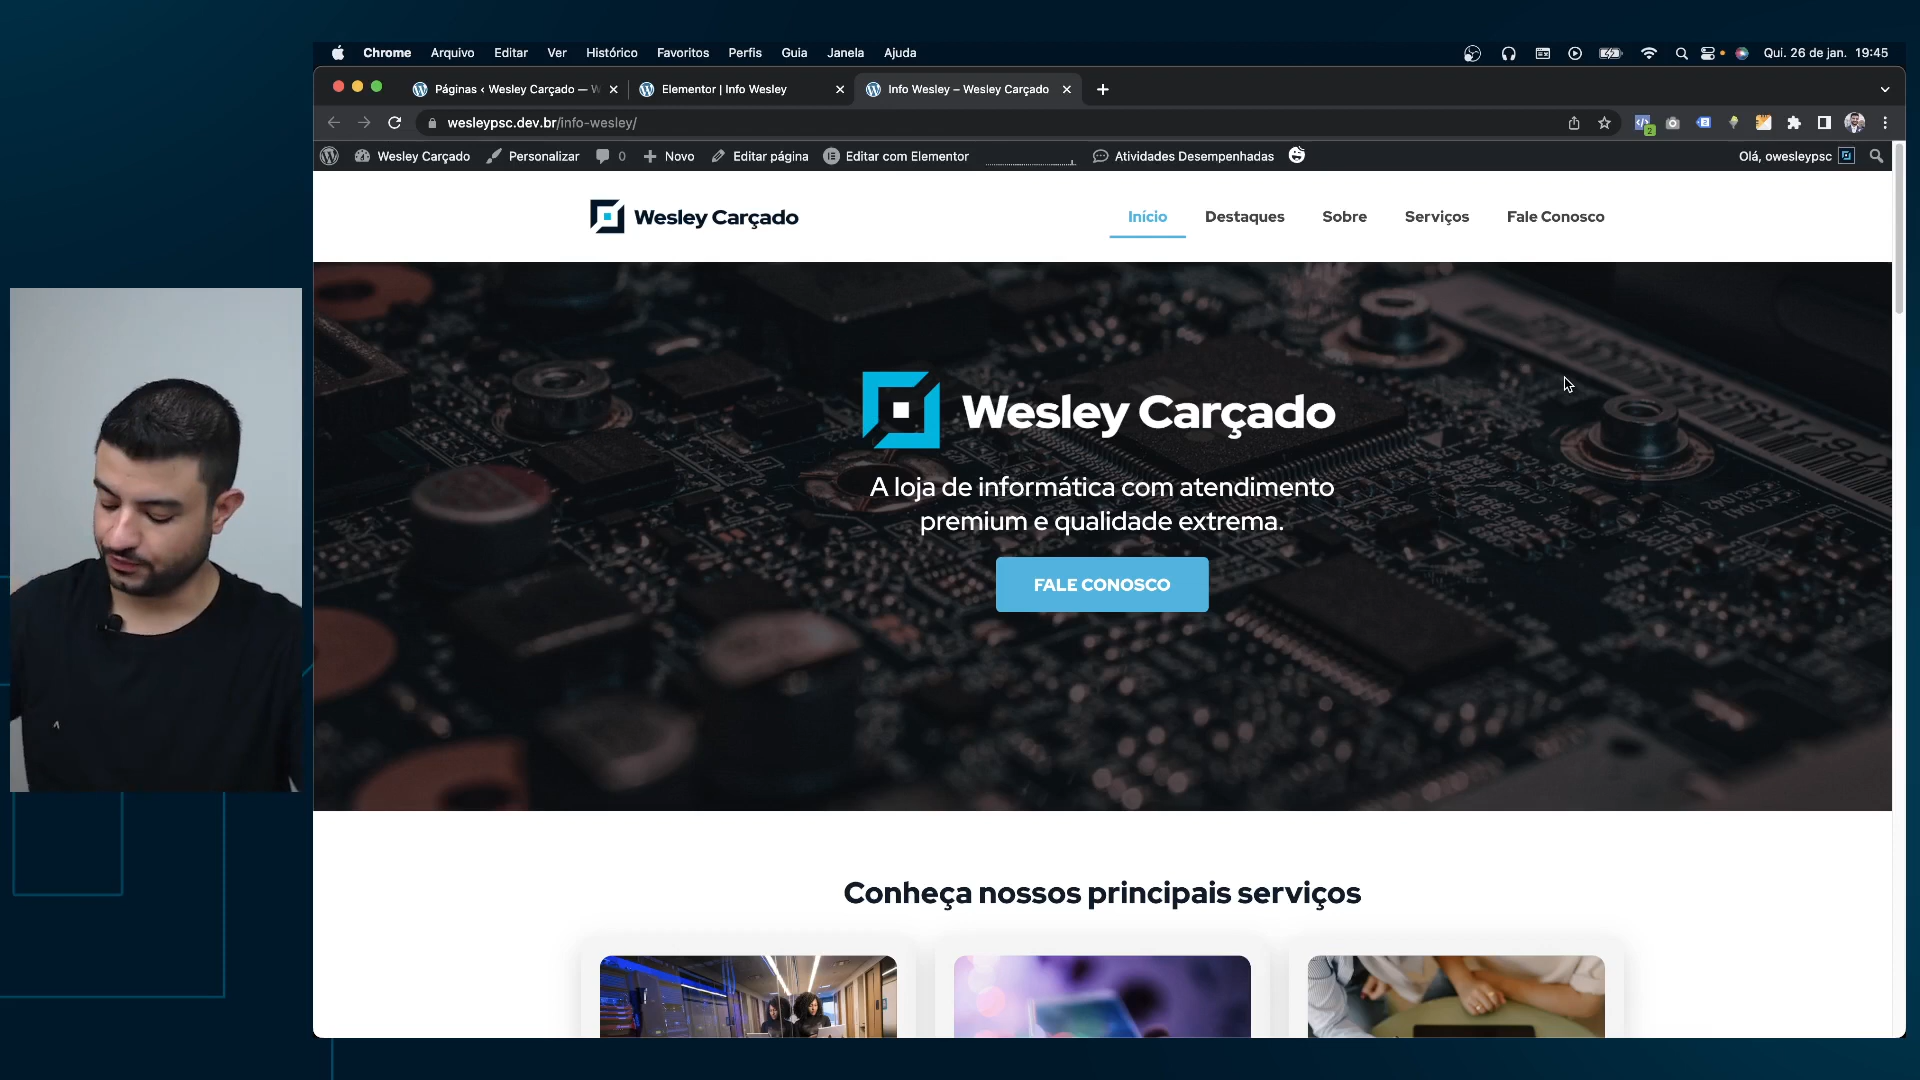 Chrome Arquivo Editar Ver Histórico Favoritos Perfis Guia Janela Ajuda Qui. 26 de jan. 19:45
Páginas ‹ Wesley Carçado — W Elementor | Info Wesley Info Wesley – Wesley Carçado
wesleypsc.dev.br/info-wesley/ 2
Wesley Carçado Personalizar 0 Novo Editar página Editar com Elementor Atividades Desempenhadas Olá, owesleypsc
Wesley Carçado Início Destaques Sobre Serviços Fale Conosco
Wesley Carçado
A loja de informática com atendimento
premium e qualidade extrema.
FALE CONOSCO
Conheça nossos principais serviços